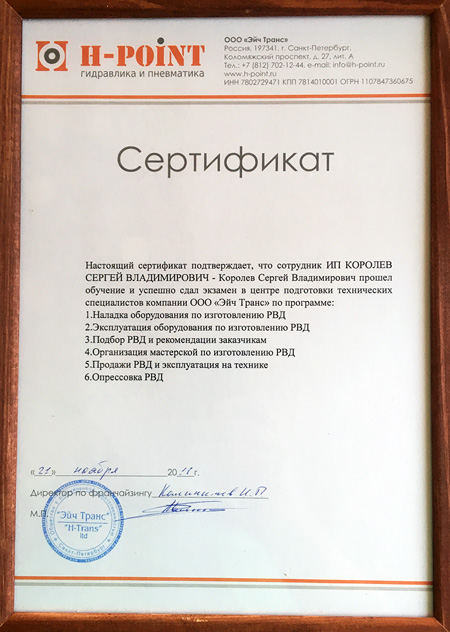 H-POINT
гидравлика и пневматика
ООО «Эйч Транс»
Россия, 197341, г. Санкт-Петербург,
Коломяжский проспект, д. 27, лит. А
Тел.: +7 (812) 702-12-44, e-mail: info@h-point.ru
www.h-point.ru
ИНН 7802729471 КПП 7814010001 ОГРН 1107847360675
Сертификат
Настоящий сертификат подтверждает, что сотрудник ИП КОРОЛЕВ
СЕРГЕЙ ВЛАДИМИРОВИЧ - Королев Сергей Владимирович прошел
обучение и успешно сдал экзамен в центре подготовки технических
специалистов компании ООО «Эйч Транс» по программе:
1.Наладка оборудования по изготовлению РВД
2.Эксплуатация оборудования по изготовлению РВД
3.Подбор РВД и рекомендации заказчикам
4.Организация мастерской по изготовлению РВД
5.Продажи РВД и эксплуатация на технике
6.Опрессовка РВД
«21» ноября 2011 г.
Директор по франчайзингу
М.П.
"Эйч Транс"
"H-Trans"
ltd
Санкт-Петербург